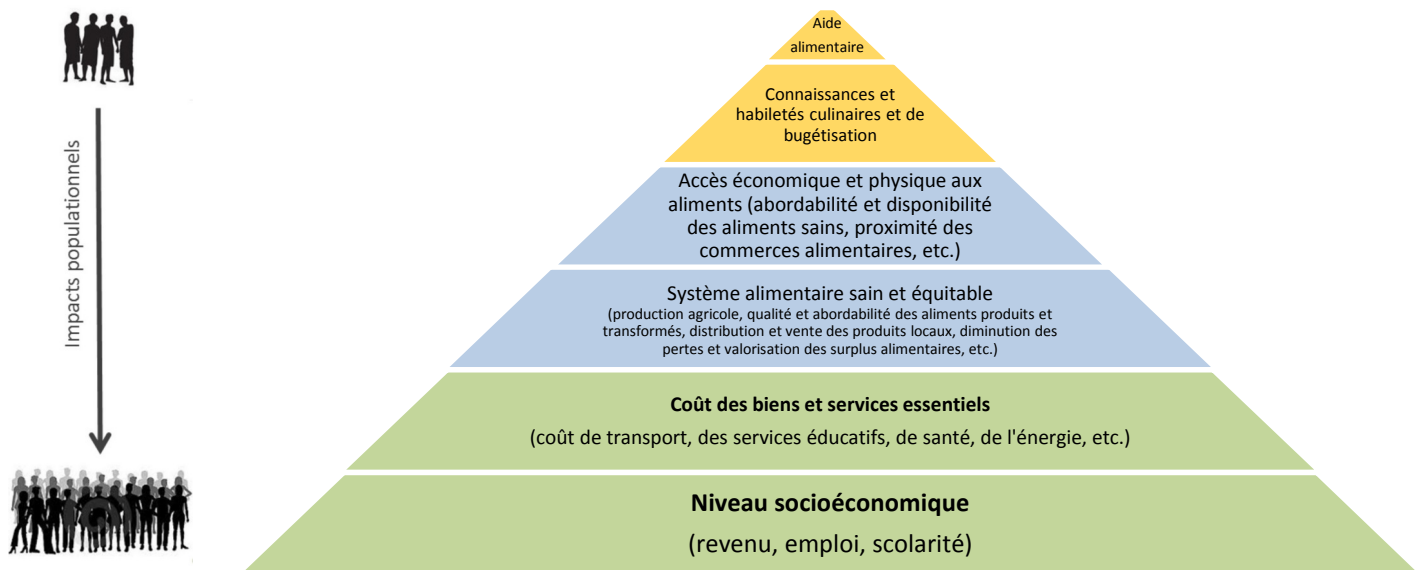 Impacts populationnels
Aide
alimentaire
Connaissances et
habiletés culinaires et de
bugétisation
Accès économique et physique aux
aliments (abordabilité et disponibilité
des aliments sains, proximité des
commerces alimentaires, etc.)
Système alimentaire sain et équitable
(production agricole, qualité et abordabilité des aliments produits et
transformés, distribution et vente des produits locaux, diminution des
pertes et valorisation des surplus alimentaires, etc.)
Coût des biens et services essentiels
(coût de transport, des services éducatifs, de santé, de l'énergie, etc.)
Niveau socioéconomique
(revenu, emploi, scolarité)